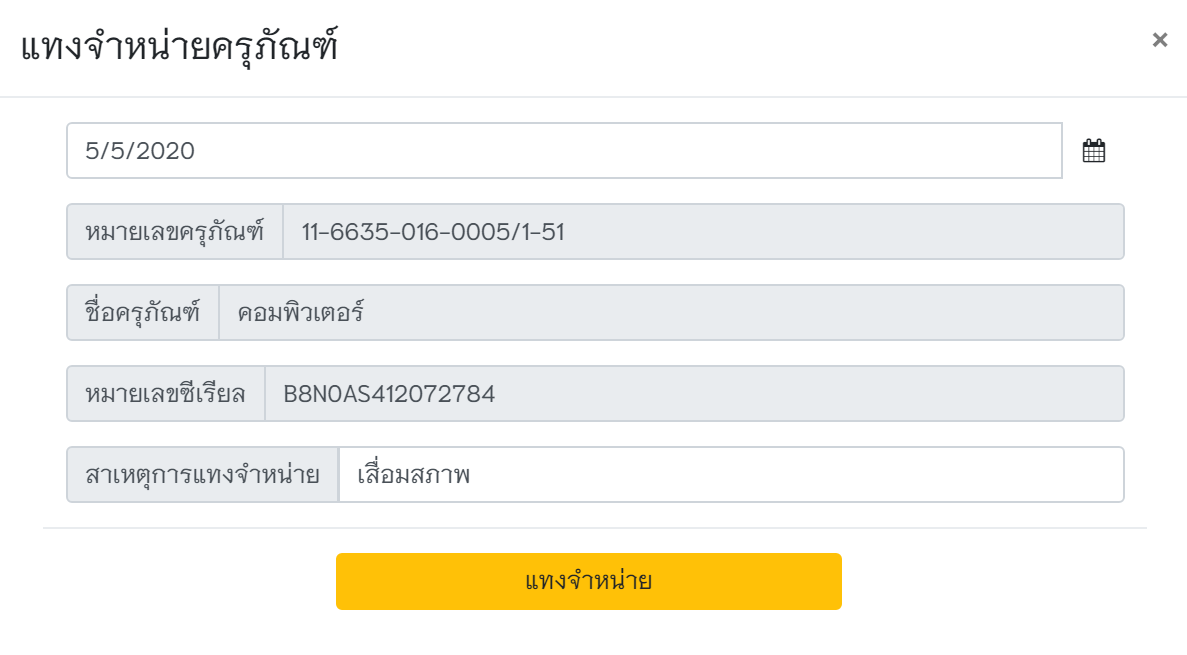 แทงจำหน่ายครุภัณฑ์ ×
5/5/2020
หมายเลขครุภัณฑ์ 11-6635-016-0005/1-51
ชื่อครุภัณฑ์ คอมพิวเตอร์
หมายเลขซีเรียล B8N0AS412072784
สาเหตุการแทงจำหน่าย เสื่อมสภาพ
แทงจำหน่าย